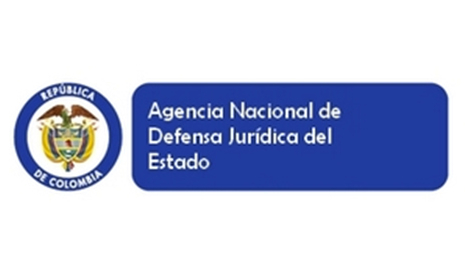 REPÚBLICA
DE COLOMBIA
Agencia Nacional de
Defensa Jurídica del
Estado